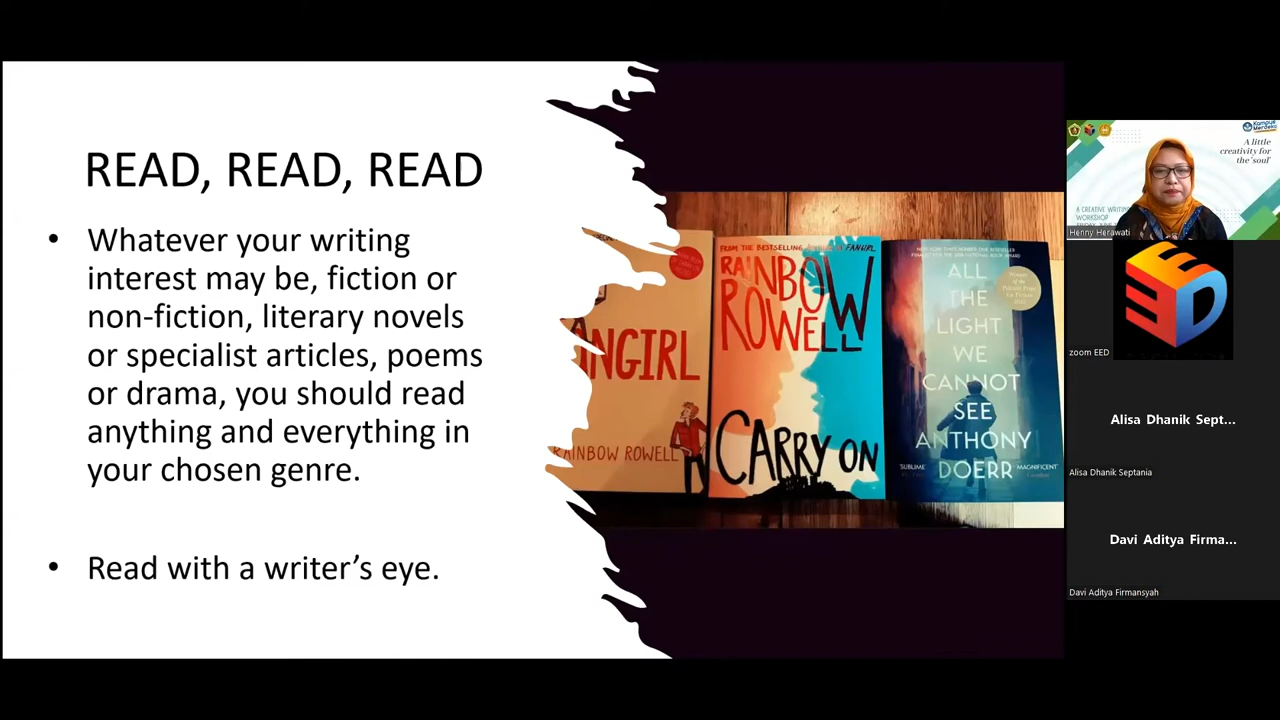 READ, READ, READ
• Whatever your writing
interest may be, fiction or
non-fiction, literary novels
or specialist articles, poems
or drama, you should read
anything and everything in
your chosen genre.
• Read with a writer's eye.
ANGIRL
RAINBOW ROWELL
FROM THE BESTSELLING AUTHOR OF FANGIRL
RAINBOW
ROWELL
CARRY ON
ALL
THE
LIGHT
WE
CANNOT
SEE
ANTHONY
DOERR
'SUBLIME'
MAGNIFICENT'
Kampus
Merdeka
A little
creativity for
the 'soul'
A CREATIVE WRITING
WORKSHOP
Henny Herawati
EED
zoom EED
Alisa Dhanik Sept...
Alisa Dhanik Septania
Davi Aditya Firma...
Davi Aditya Firmansyah